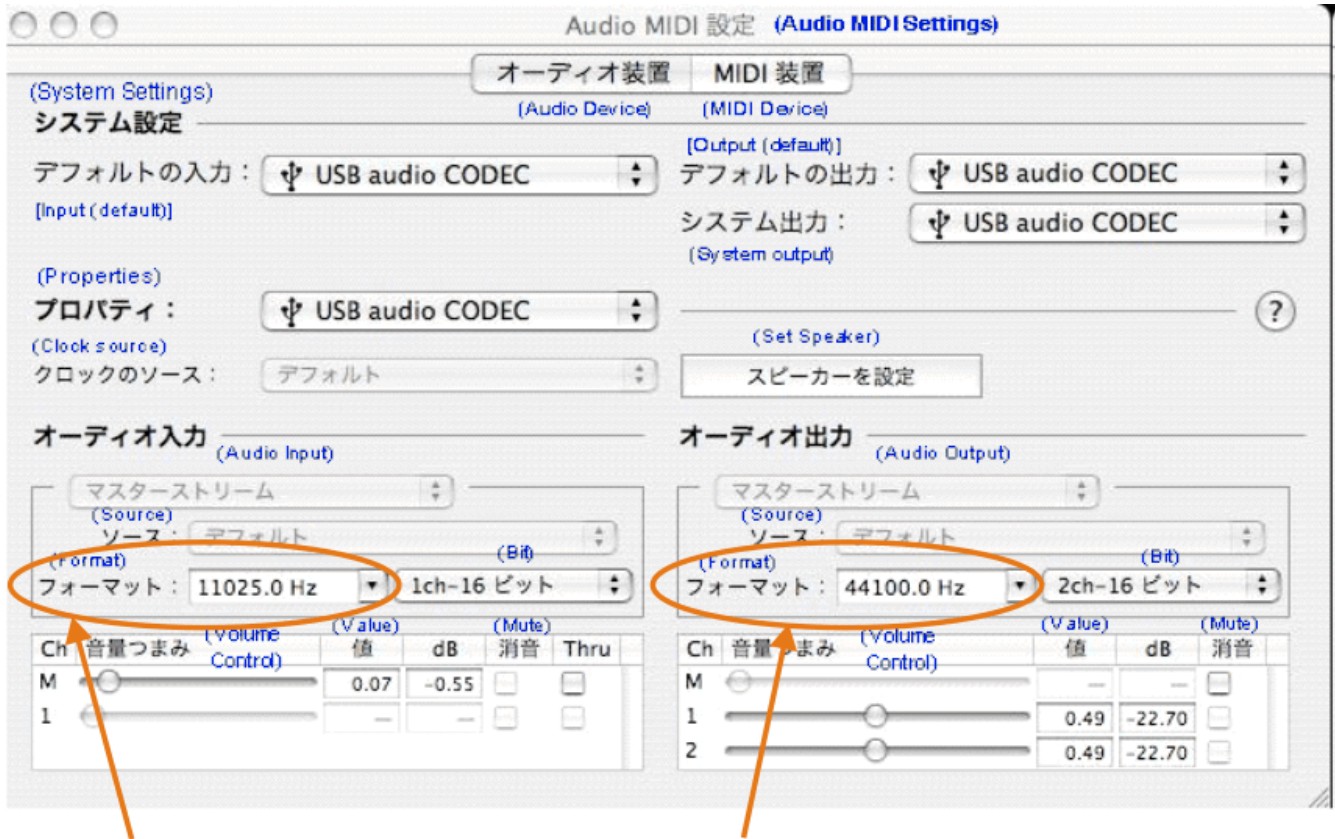 Audio MIDI 設定 (Audio MIDI Settings)
オーディオ装置 MIDI 装置
(Audio Device) (MIDI Device)
(System Settings)
システム設定
[Output (default)]
デフォルトの入力： USB audio CODEC デフォルトの出力： USB audio CODEC
[Input (default)]
システム出力： USB audio CODEC
(System output)
(Properties)
プロパティ： USB audio CODEC ?
(Set Speaker)
(Clock source)
クロックのソース： デフォルト スピーカーを設定
オーディオ入力 オーディオ出力
(Audio Input) (Audio Output)
マスターストリーム マスターストリーム
(Source) (Source)
ソース： デフォルト ソース： デフォルト
(Format) (Bit) (Format) (Bit)
フォーマット： 11025.0 Hz 1ch-16 ビット フォーマット： 44100.0 Hz 2ch-16 ビット
(Volume Control) (Value) (Mute) (Volume Control) (Value) (Mute)
Ch 音量つまみ 値 dB 消音 Thru Ch 音量つまみ 値 dB 消音
M 0.07 -0.55 M — —
1 — — 1 0.49 -22.70
2 0.49 -22.70